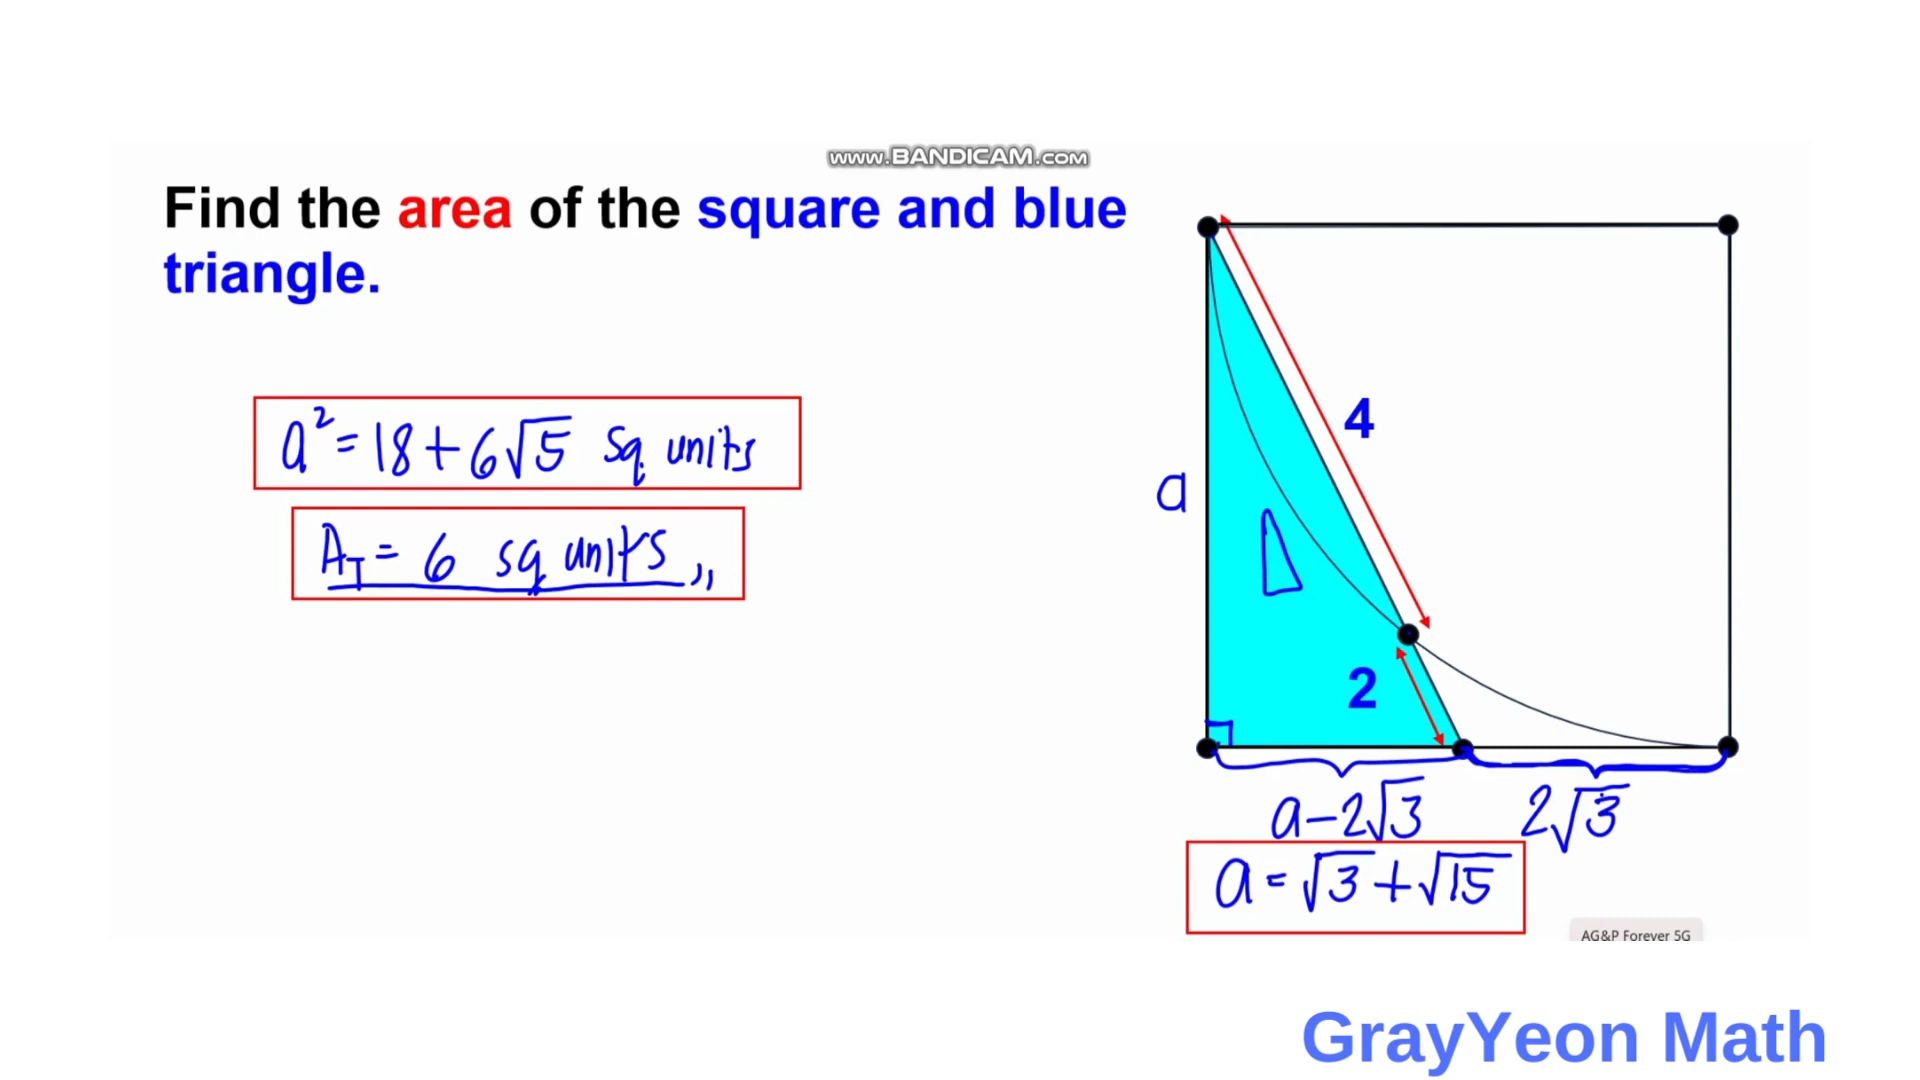 www.BANDICAM.com
Find the area of the square and blue
triangle.
a² = 18 + 6√5 sq. units
A_T = 6 sq units //
a
4
2
a - 2√3
2√3
a = √3 + √15
AG&P Forever 5G
GrayYeon Math